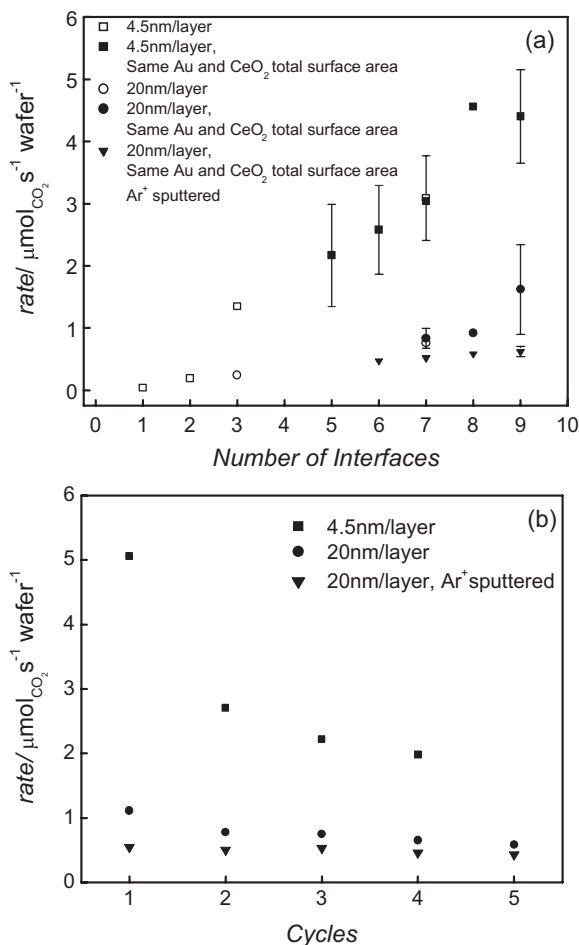 (a)
4.5nm/layer
4.5nm/layer,
Same Au and CeO₂ total surface area
20nm/layer
20nm/layer,
Same Au and CeO₂ total surface area
20nm/layer,
Same Au and CeO₂ total surface area
Ar⁺ sputtered
rate/ μmol_CO₂ s⁻¹ wafer⁻¹
6
5
4
3
2
1
0
0 1 2 3 4 5 6 7 8 9 10
Number of Interfaces
(b)
4.5nm/layer
20nm/layer
20nm/layer, Ar⁺sputtered
rate/ μmol_CO₂ s⁻¹ wafer⁻¹
6
5
4
3
2
1
0
1 2 3 4 5
Cycles